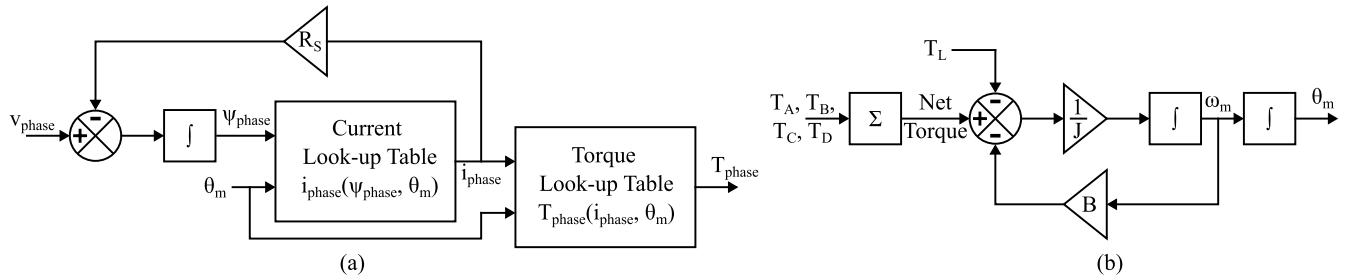 R_S
-
v_phase
+
∫
ψ_phase
θ_m
Current
Look-up Table
i_phase(ψ_phase, θ_m)
i_phase
Torque
Look-up Table
T_phase(i_phase, θ_m)
T_phase
(a)
T_L
T_A, T_B,
T_C, T_D
Σ
Net
Torque
-
+
-
1
J
∫
ω_m
∫
θ_m
B
(b)